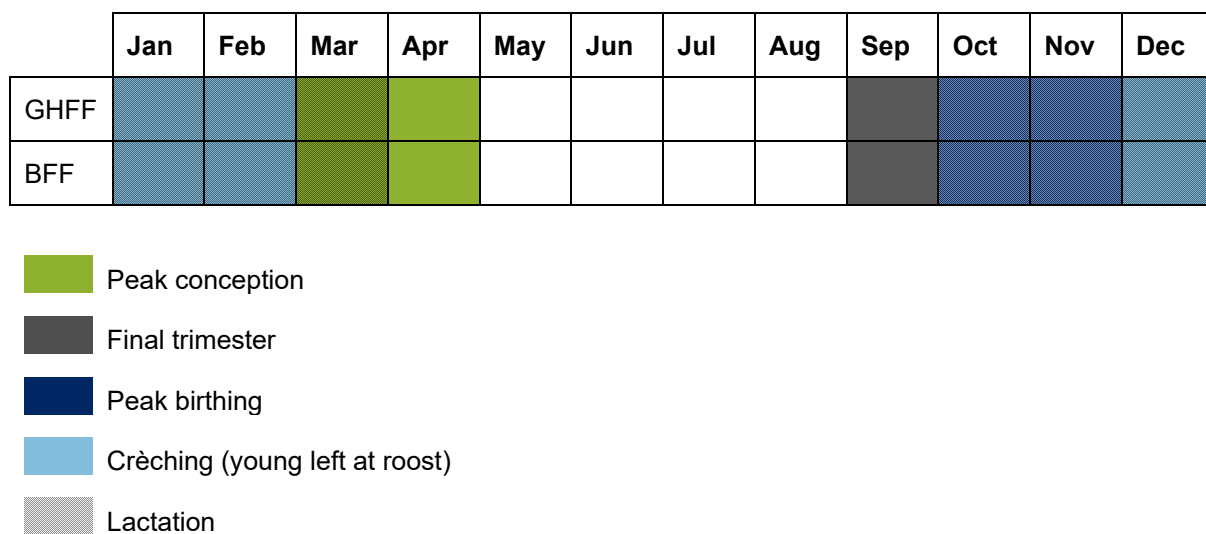 Jan Feb Mar Apr May Jun Jul Aug Sep Oct Nov Dec
GHFF
BFF
Peak conception
Final trimester
Peak birthing
Crèching (young left at roost)
Lactation